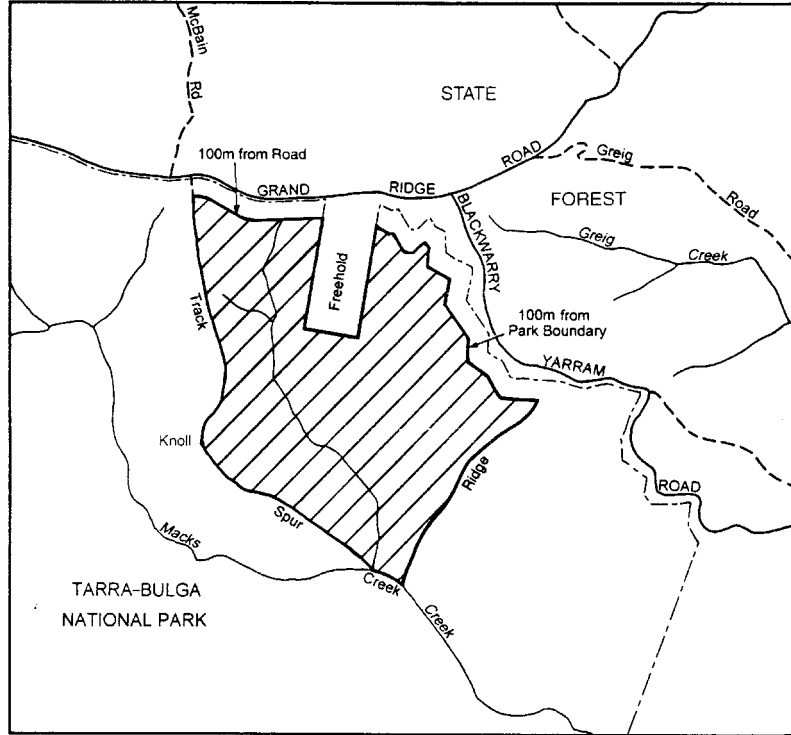 McBain
Rd
STATE
100m from Road
GRAND
RIDGE
ROAD
Greig
Road
FOREST
BLACKWARRY
Greig
Creek
Freehold
Track
100m from
Park Boundary
YARRAM
Knoll
Ridge
ROAD
Spur
Macks
Creek
Creek
TARRA-BULGA
NATIONAL PARK